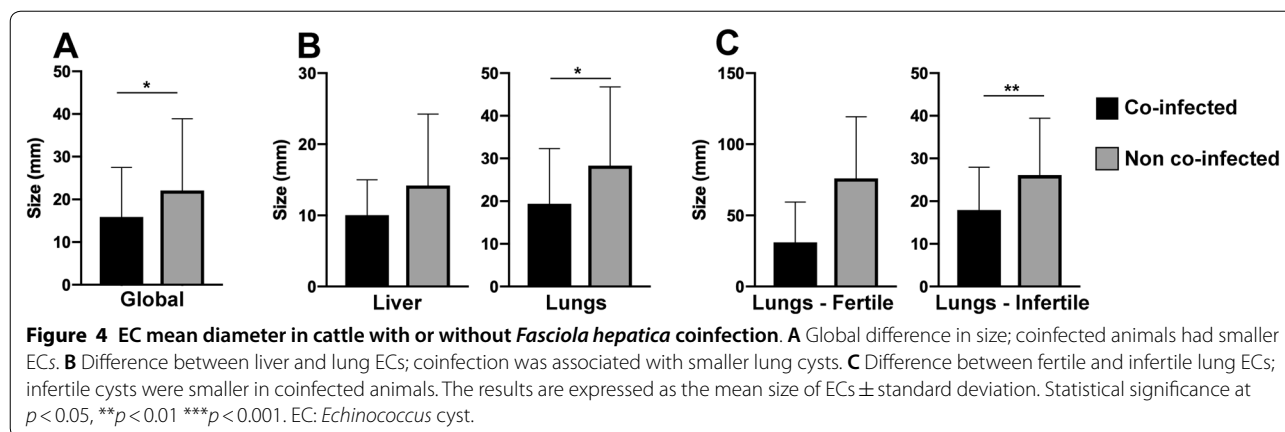 A
B
C
50
40
30
20
10
0
Size (mm)
*
Global
30
20
10
0
Size (mm)
Liver
50
40
30
20
10
0
*
Lungs
100
75
50
25
0
Size (mm)
Lungs - Fertile
50
40
30
20
10
0
**
Lungs - Infertile
Co-infected
Non co-infected
Figure 4 EC mean diameter in cattle with or without Fasciola hepatica coinfection. A Global difference in size; coinfected animals had smaller
ECs. B Difference between liver and lung ECs; coinfection was associated with smaller lung cysts. C Difference between fertile and infertile lung ECs;
infertile cysts were smaller in coinfected animals. The results are expressed as the mean size of ECs ± standard deviation. Statistical significance at
p < 0.05, **p < 0.01 ***p < 0.001. EC: Echinococcus cyst.